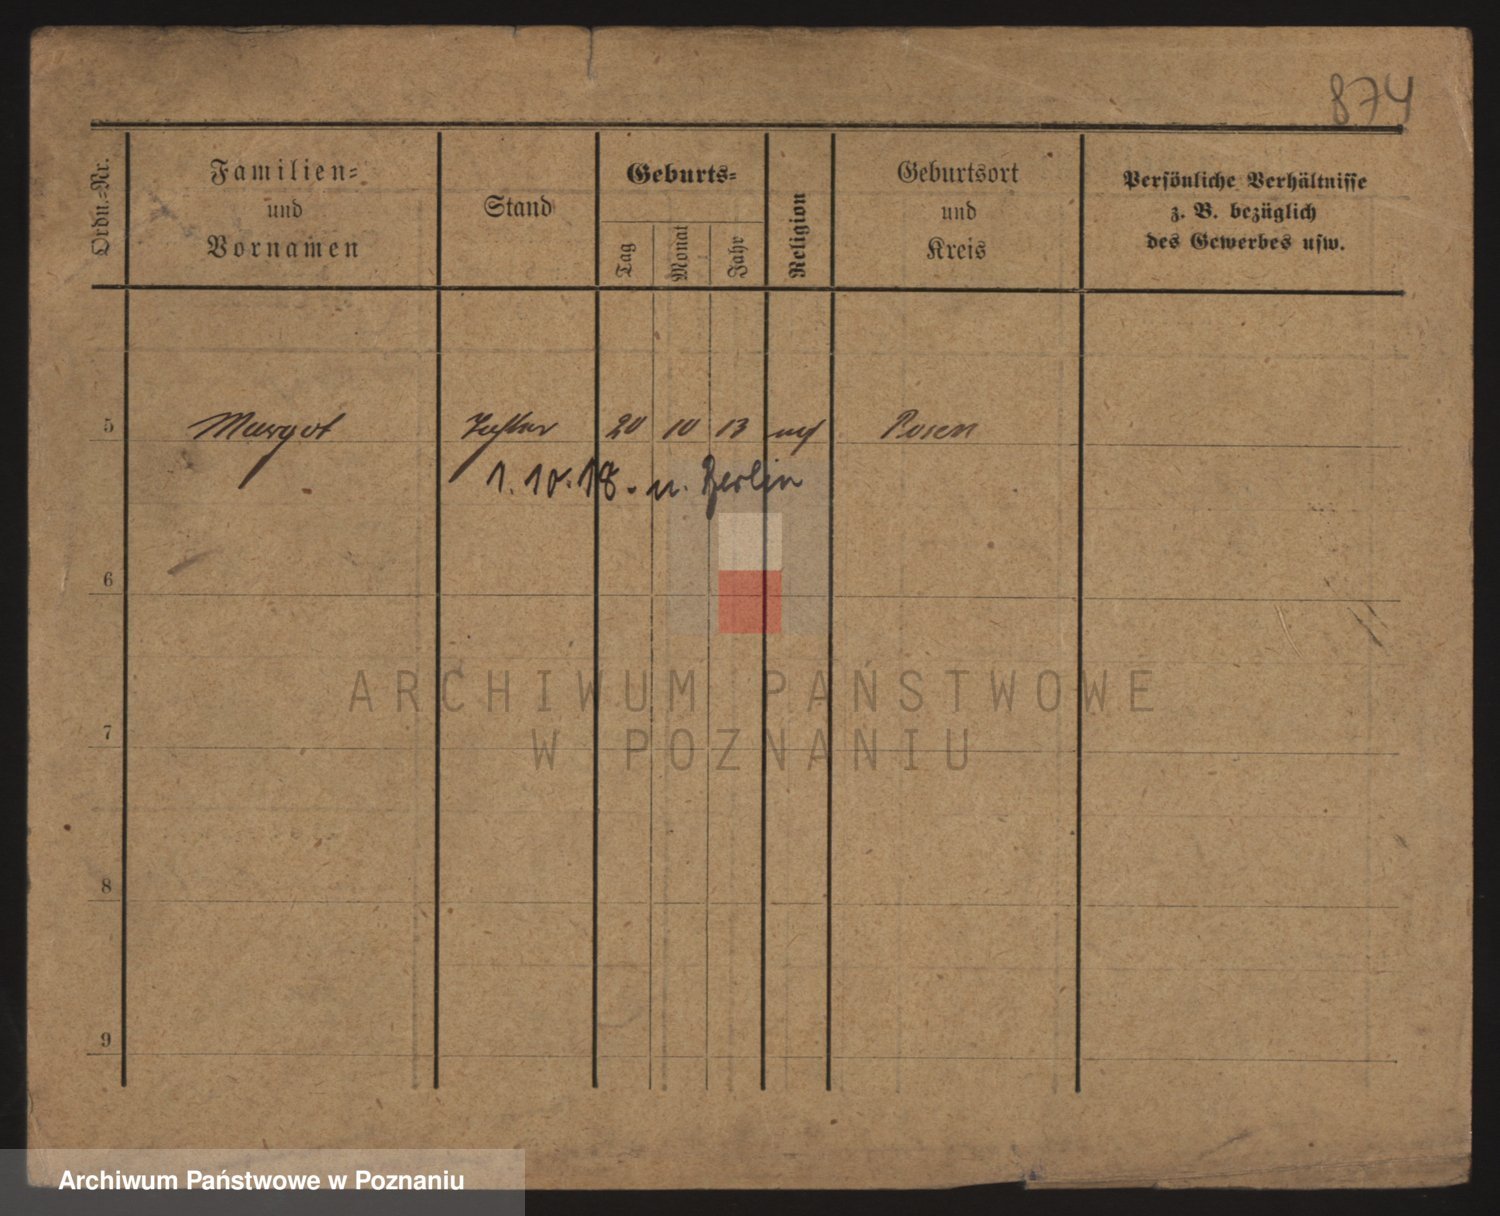 874
Ordn.-Nr.
Familien-
und
Vornamen
Stand
Geburts-
Tag
Monat
Jahr
Religion
Geburtsort
und
Kreis
Persönliche Verhältnisse
z. B. bezüglich
des Gewerbes usw.
5 Margot Tochter 20 10 13 Posen
1. 10. 18. n. Berlin
6
7
8
9
ARCHIWUM PAŃSTWOWE
W POZNANIU
Archiwum Państwowe w Poznaniu